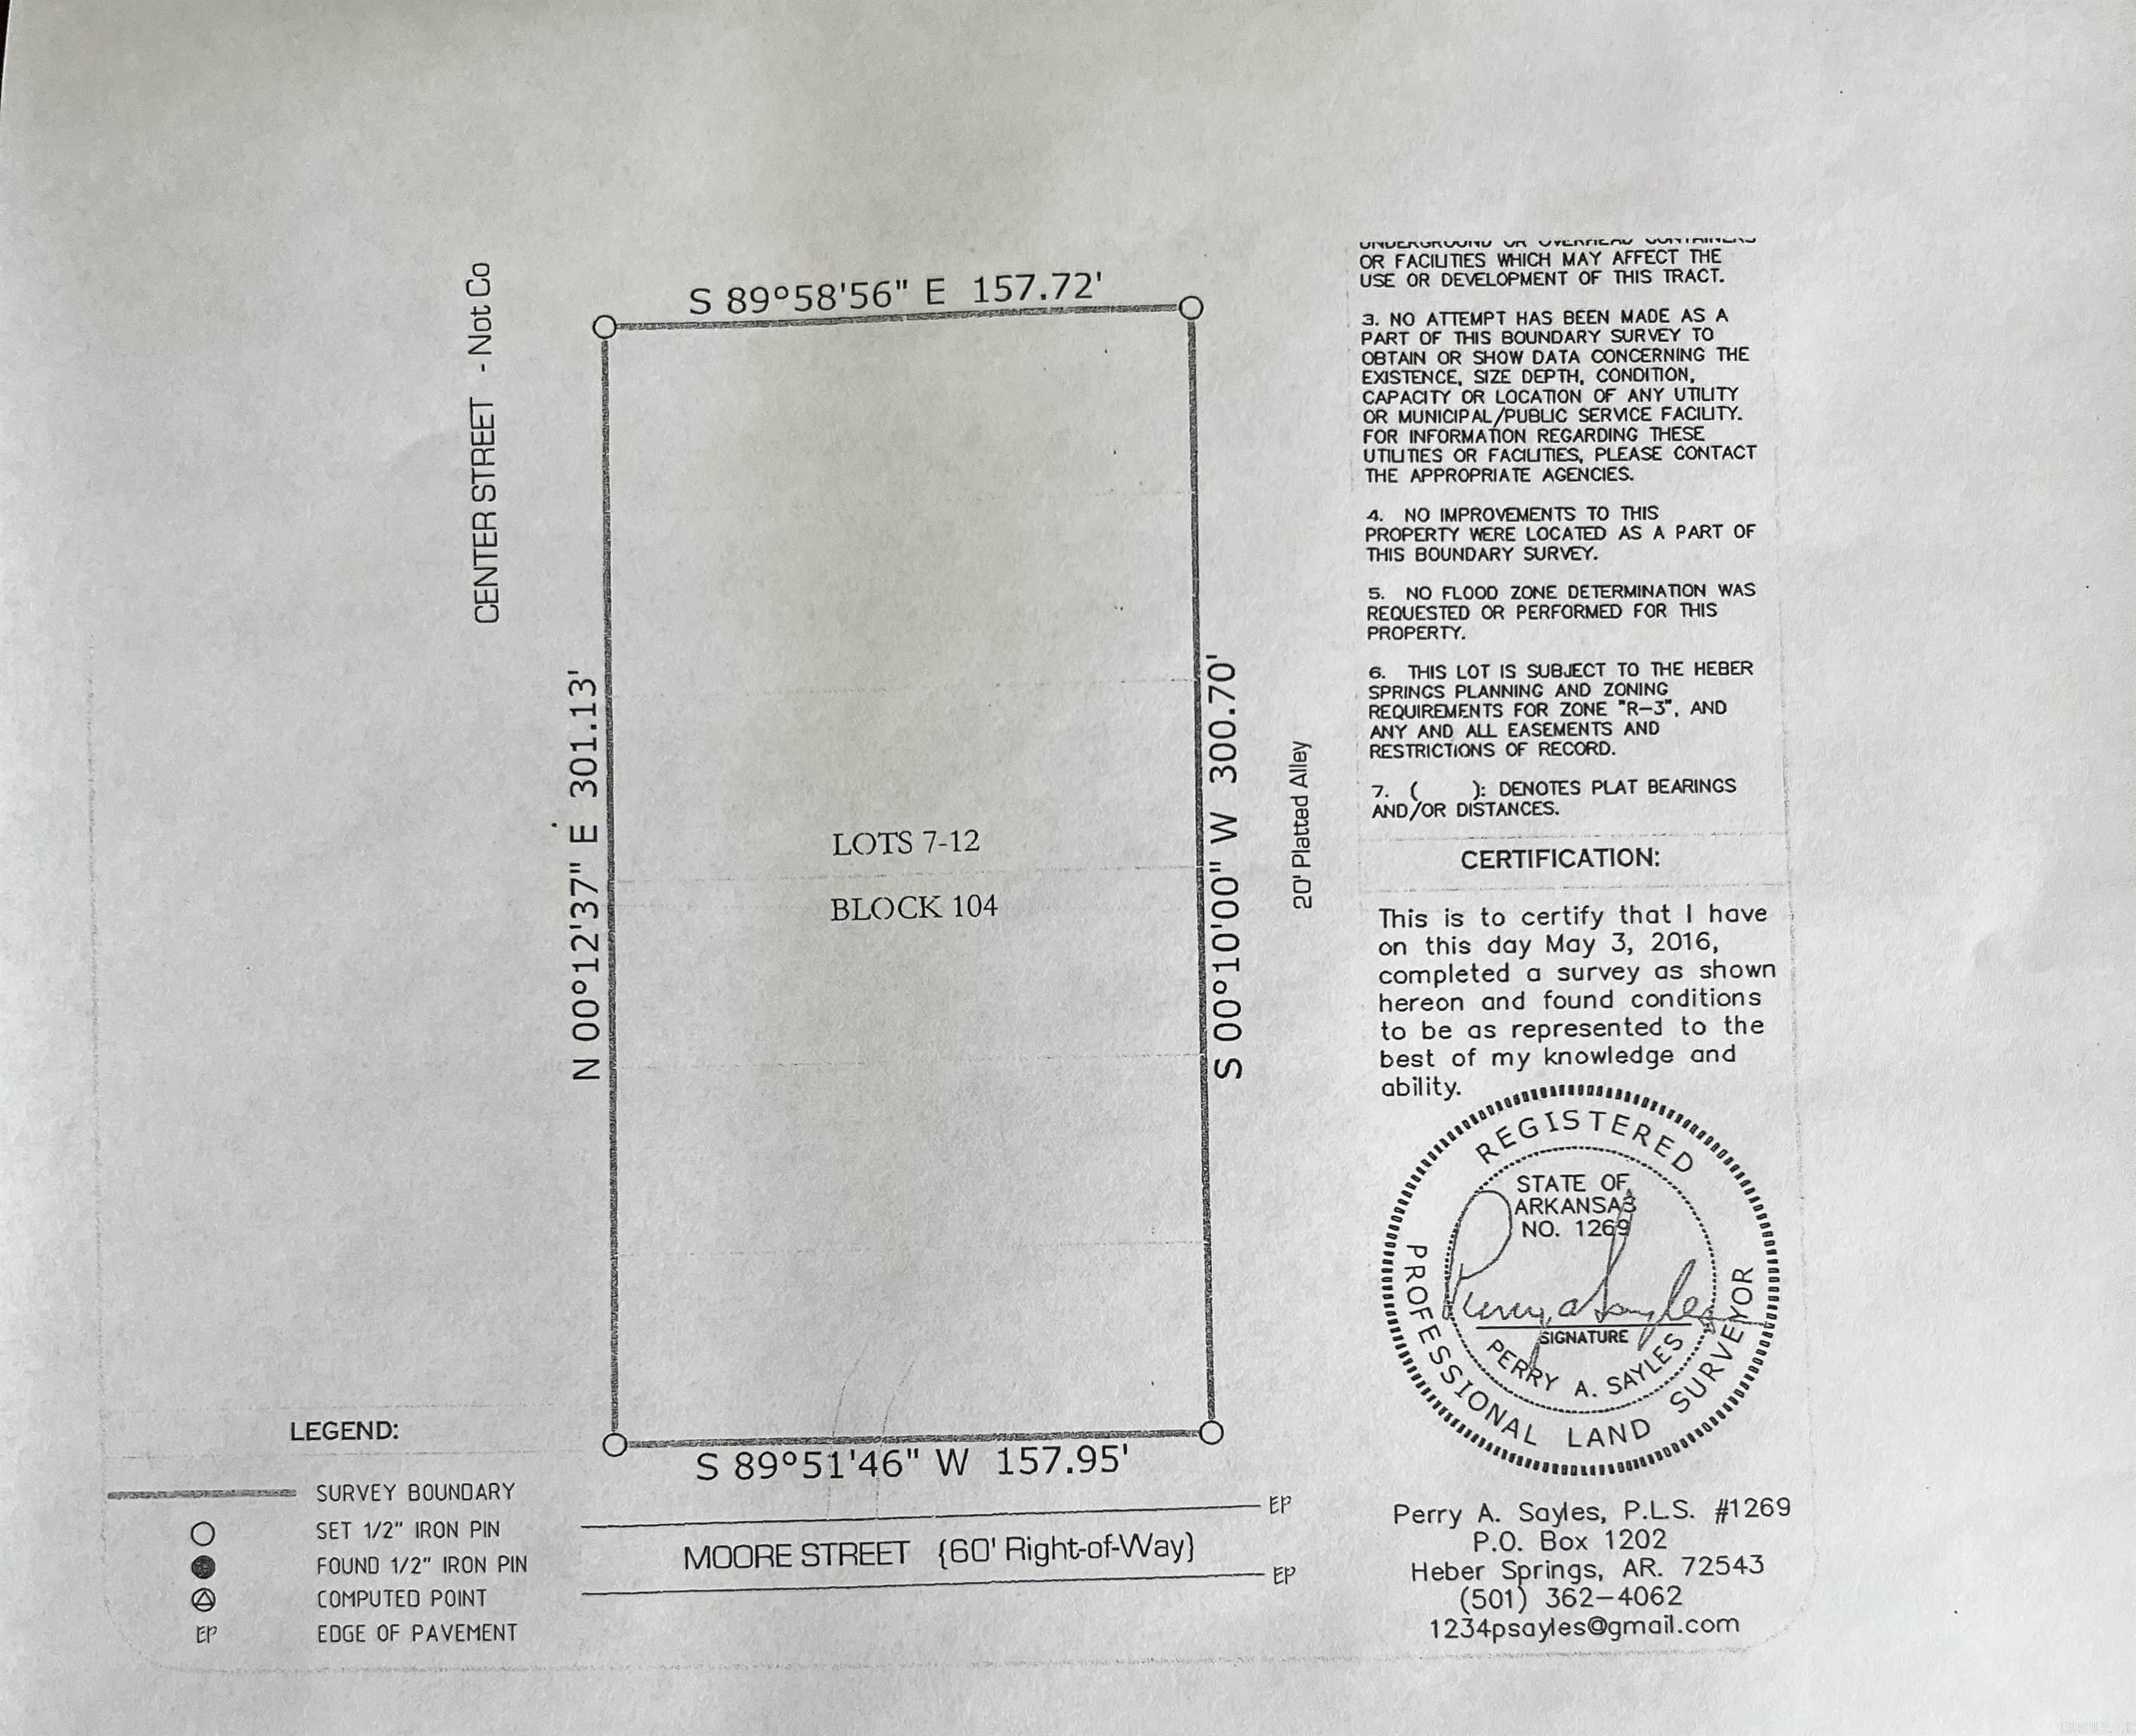 CENTER STREET - Not Co
S 89°58'56" E 157.72'
N 00°12'37" E 301.13'
S 00°10'00" W 300.70'
20' Platted Alley
LOTS 7-12
BLOCK 104
S 89°51'46" W 157.95'
EP
MOORE STREET {60' Right-of-Way}
EP
LEGEND:
SURVEY BOUNDARY
SET 1/2" IRON PIN
FOUND 1/2" IRON PIN
COMPUTED POINT
EP EDGE OF PAVEMENT
UNDERGROUND OR OVERHEAD CONTAINERS
OR FACILITIES WHICH MAY AFFECT THE
USE OR DEVELOPMENT OF THIS TRACT.
3. NO ATTEMPT HAS BEEN MADE AS A
PART OF THIS BOUNDARY SURVEY TO
OBTAIN OR SHOW DATA CONCERNING THE
EXISTENCE, SIZE DEPTH, CONDITION,
CAPACITY OR LOCATION OF ANY UTILITY
OR MUNICIPAL/PUBLIC SERVICE FACILITY.
FOR INFORMATION REGARDING THESE
UTILITIES OR FACILITIES, PLEASE CONTACT
THE APPROPRIATE AGENCIES.
4. NO IMPROVEMENTS TO THIS
PROPERTY WERE LOCATED AS A PART OF
THIS BOUNDARY SURVEY.
5. NO FLOOD ZONE DETERMINATION WAS
REQUESTED OR PERFORMED FOR THIS
PROPERTY.
6. THIS LOT IS SUBJECT TO THE HEBER
SPRINGS PLANNING AND ZONING
REQUIREMENTS FOR ZONE "R-3", AND
ANY AND ALL EASEMENTS AND
RESTRICTIONS OF RECORD.
7. ( ): DENOTES PLAT BEARINGS
AND/OR DISTANCES.
CERTIFICATION:
This is to certify that I have
on this day May 3, 2016,
completed a survey as shown
hereon and found conditions
to be as represented to the
best of my knowledge and
ability.
REGISTERED
PROFESSIONAL LAND SURVEYOR
STATE OF
ARKANSAS
NO. 1269
Perry A Sayles
SIGNATURE
PERRY A. SAYLES
Perry A. Sayles, P.L.S. #1269
P.O. Box 1202
Heber Springs, AR. 72543
(501) 362-4062
1234psayles@gmail.com